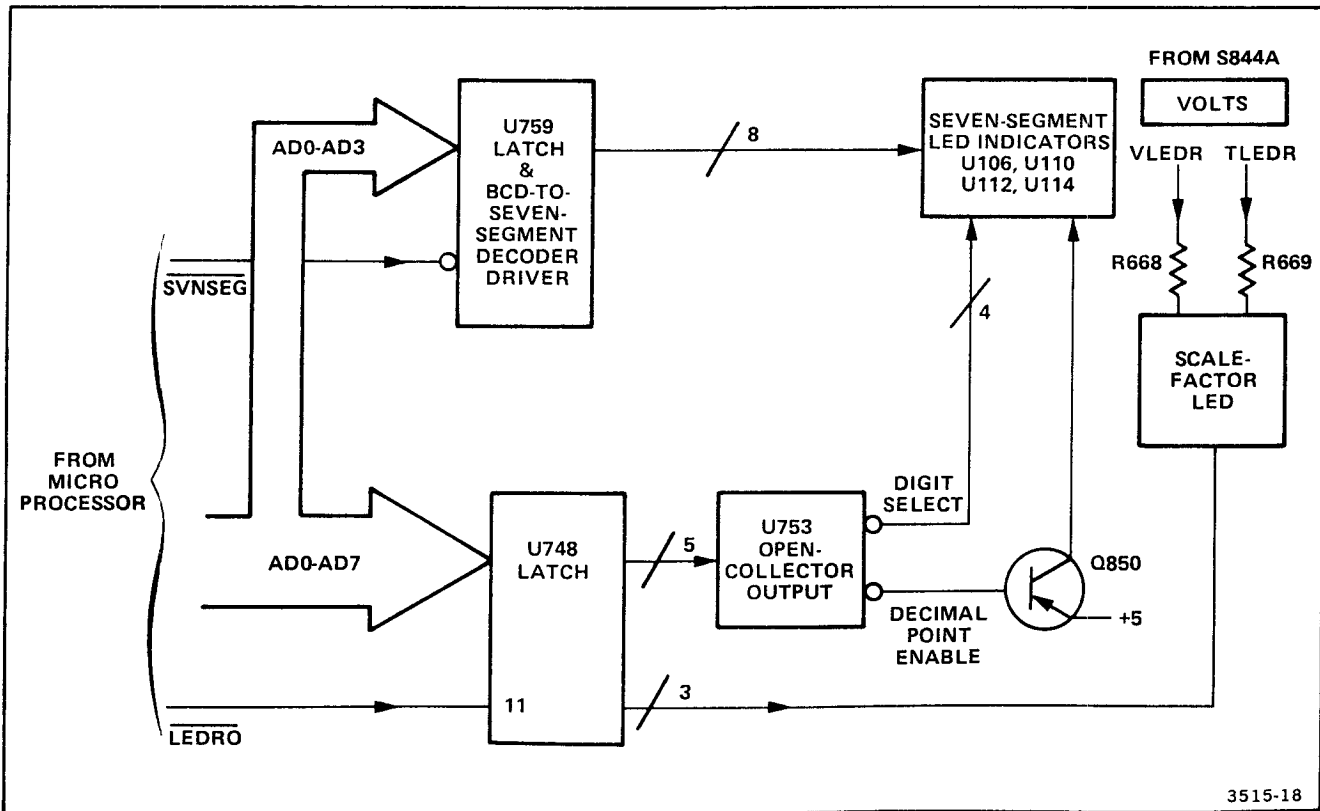 FROM S844A
VOLTS
VLEDR TLEDR
R668
R669
SCALE-
FACTOR
LED
AD0-AD3
U759
LATCH
&
BCD-TO-
SEVEN-
SEGMENT
DECODER
DRIVER
8
SEVEN-SEGMENT
LED INDICATORS
U106, U110
U112, U114
4
SVNSEG
FROM
MICRO
PROCESSOR
AD0-AD7
U748
LATCH
11
5
U753
OPEN-
COLLECTOR
OUTPUT
DIGIT
SELECT
DECIMAL
POINT
ENABLE
Q850
+5
3
LEDRO
3515-18